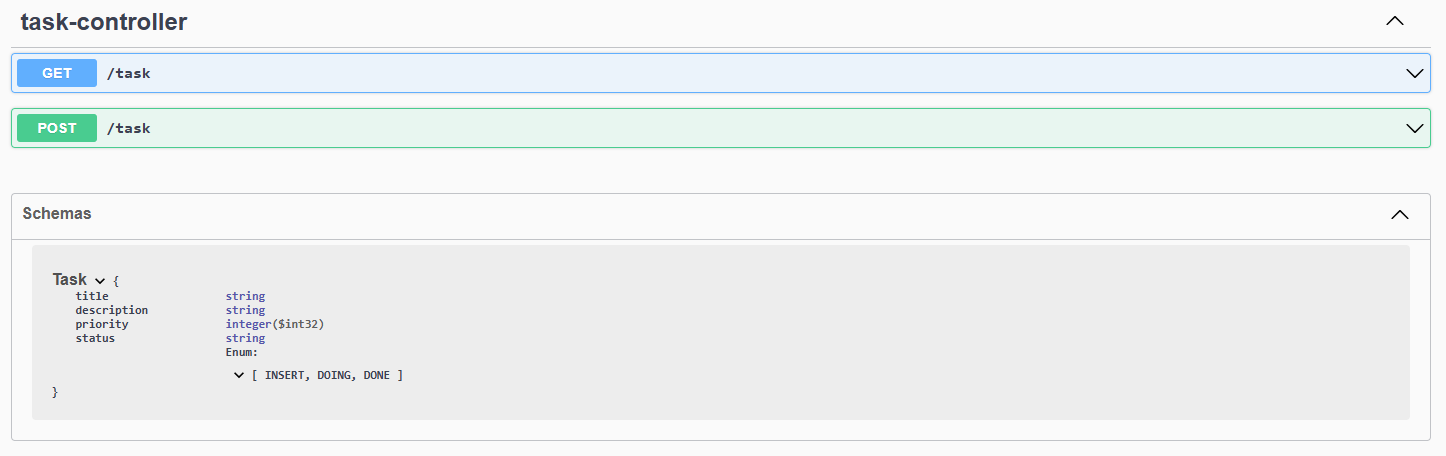 task-controller
GET /task
POST /task
Schemas
Task {
title string
description string
priority integer($int32)
status string
Enum:
[ INSERT, DOING, DONE ]
}